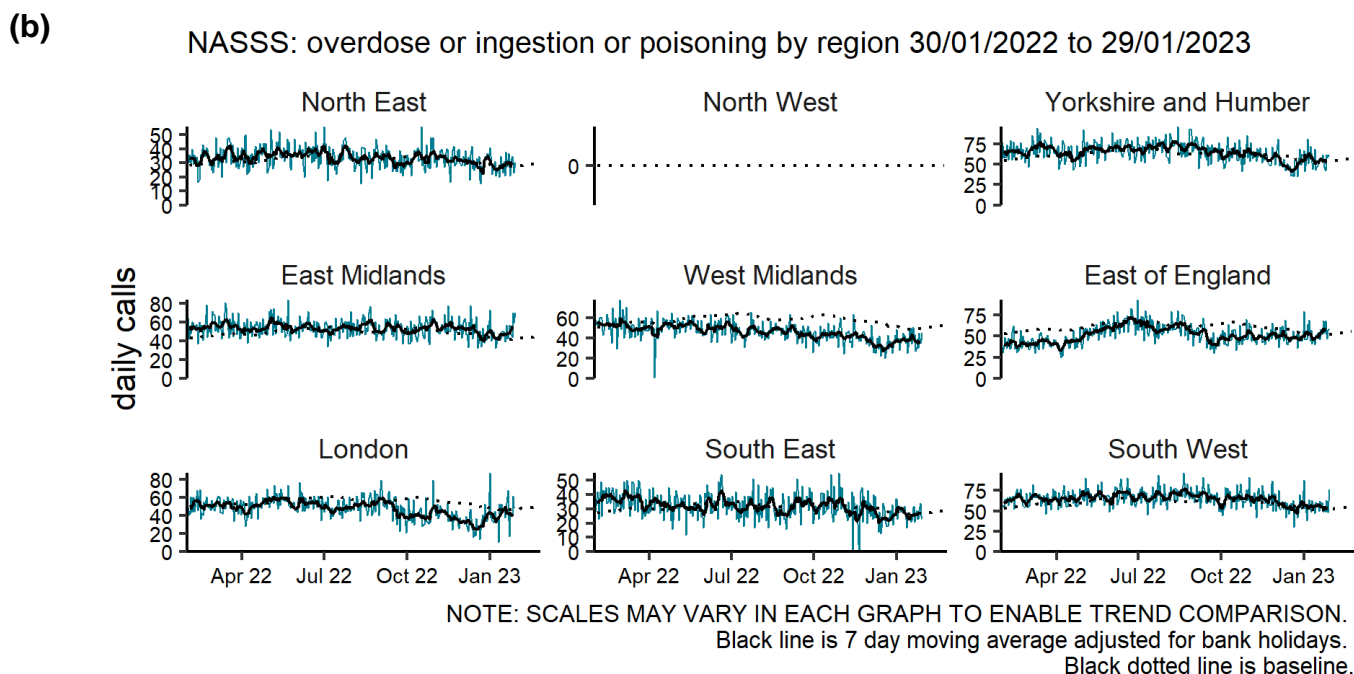 (b)
NASSS: overdose or ingestion or poisoning by region 30/01/2022 to 29/01/2023
North East
North West
Yorkshire and Humber
50
40
30
20
10
0
0
75
50
25
0
daily calls
East Midlands
West Midlands
East of England
80
60
40
20
0
60
40
20
0
75
50
25
0
London
South East
South West
80
60
40
20
0
50
40
30
20
10
0
75
50
25
0
Apr 22 Jul 22 Oct 22 Jan 23
Apr 22 Jul 22 Oct 22 Jan 23
Apr 22 Jul 22 Oct 22 Jan 23
NOTE: SCALES MAY VARY IN EACH GRAPH TO ENABLE TREND COMPARISON.
Black line is 7 day moving average adjusted for bank holidays.
Black dotted line is baseline.